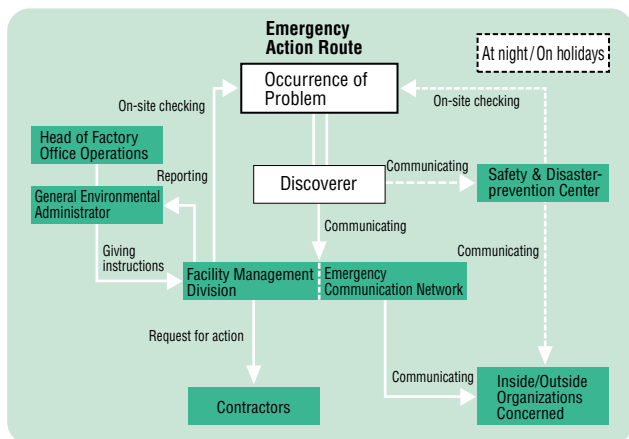 Emergency
Action Route
At night / On holidays
Occurrence of
Problem
On-site checking
On-site checking
Head of Factory
Office Operations
Reporting
Discoverer
Communicating
Safety & Disaster-
prevention Center
General Environmental
Administrator
Communicating
Giving
instructions
Communicating
Facility Management
Division
Emergency
Communication Network
Request for action
Communicating
Contractors
Inside/Outside
Organizations
Concerned